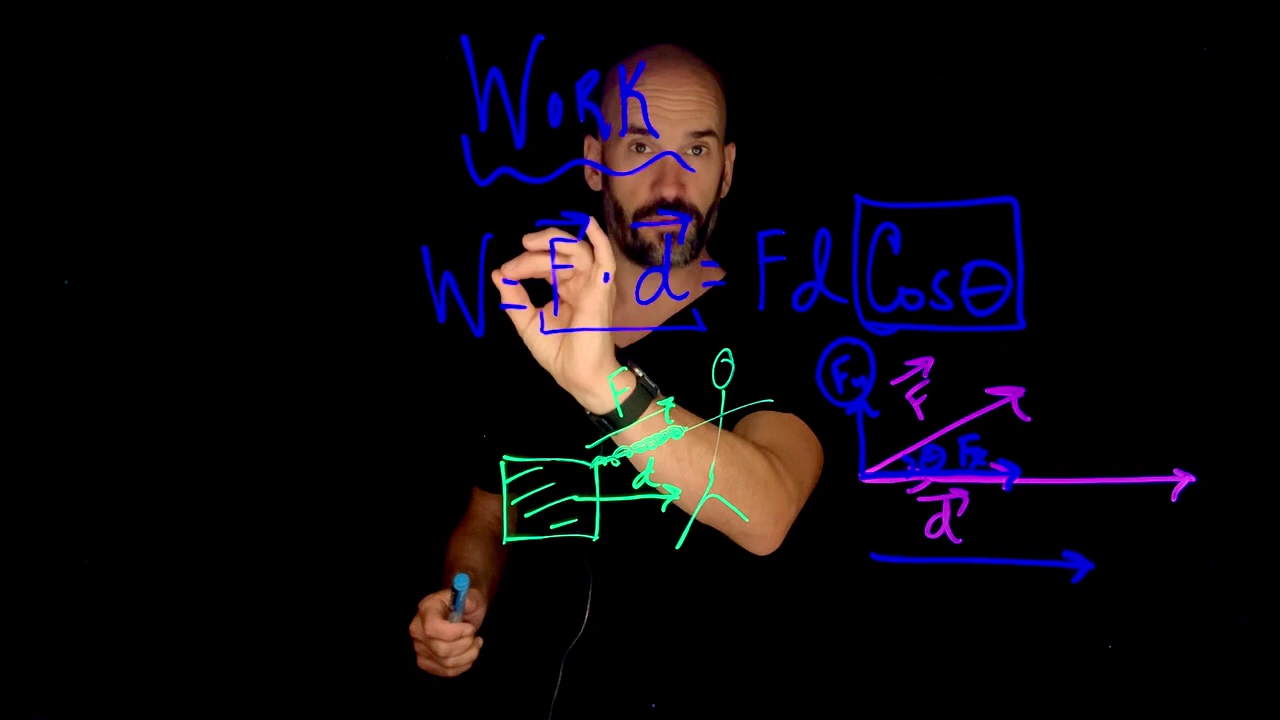 WORK
W = F · d = Fd Cosθ
F
d
Fy
F
θ Fx
d